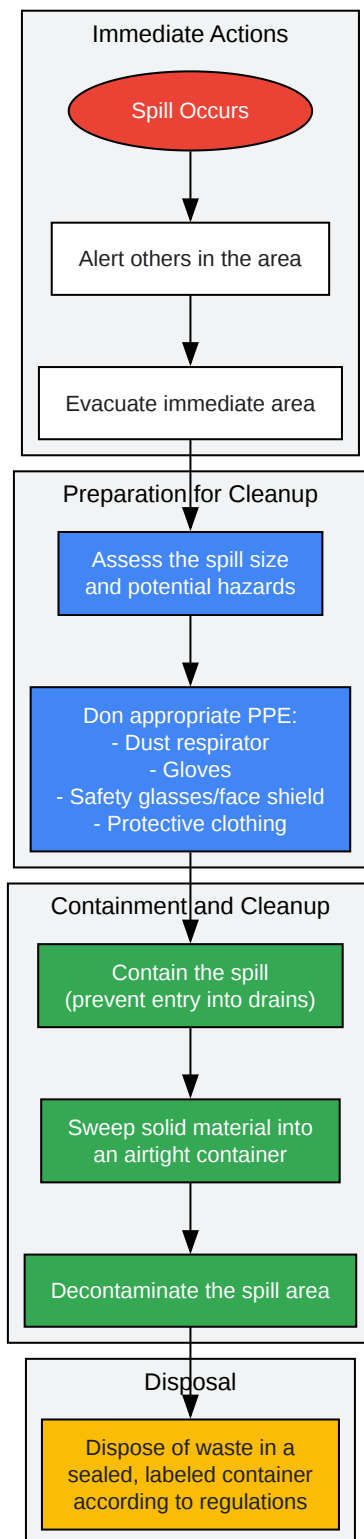 Immediate Actions
Spill Occurs
Alert others in the area
Evacuate immediate area
Preparation for Cleanup
Assess the spill size
and potential hazards
Don appropriate PPE:
- Dust respirator
- Gloves
- Safety glasses/face shield
- Protective clothing
Containment and Cleanup
Contain the spill
(prevent entry into drains)
Sweep solid material into
an airtight container
Decontaminate the spill area
Disposal
Dispose of waste in a
sealed, labeled container
according to regulations